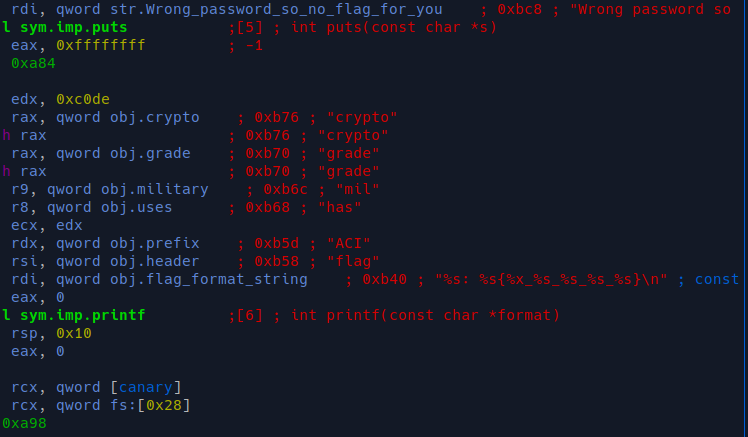 rdi, qword str.Wrong_password_so_no_flag_for_you ; 0xbc8 ; "Wrong password so
l sym.imp.puts ;[5] ; int puts(const char *s)
eax, 0xffffffff ; -1
0xa84
edx, 0xc0de
rax, qword obj.crypto ; 0xb76 ; "crypto"
h rax ; 0xb76 ; "crypto"
rax, qword obj.grade ; 0xb70 ; "grade"
h rax ; 0xb70 ; "grade"
r9, qword obj.military ; 0xb6c ; "mil"
r8, qword obj.uses ; 0xb68 ; "has"
ecx, edx
rdx, qword obj.prefix ; 0xb5d ; "ACI"
rsi, qword obj.header ; 0xb58 ; "flag"
rdi, qword obj.flag_format_string ; 0xb40 ; "%s: %s{%x_%s_%s_%s_%s}\n" ; const
eax, 0
l sym.imp.printf ;[6] ; int printf(const char *format)
rsp, 0x10
eax, 0
rcx, qword [canary]
rcx, qword fs:[0x28]
0xa98